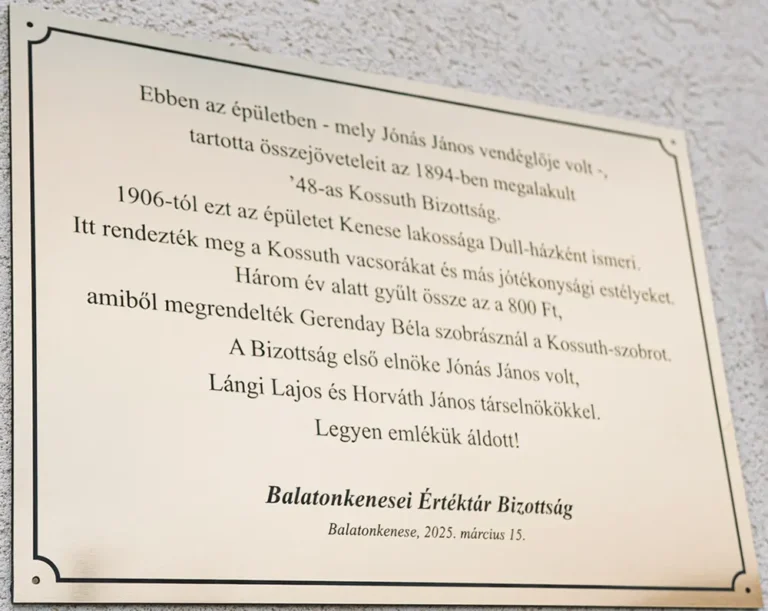 Ebben az épületben - mely Jónás János vendéglője volt -,
tartotta összejöveteleit az 1894-ben megalakult
’48-as Kossuth Bizottság.
1906-tól ezt az épületet Kenese lakossága Dull-házként ismeri.
Itt rendezték meg a Kossuth vacsorákat és más jótékonysági estélyeket.
Három év alatt gyűlt össze az a 800 Ft,
amiből megrendelték Gerenday Béla szobrásznál a Kossuth-szobrot.
A Bizottság első elnöke Jónás János volt,
Lángi Lajos és Horváth János társelnökökkel.
Legyen emlékük áldott!
Balatonkenesei Értéktár Bizottság
Balatonkenese, 2025. március 15.